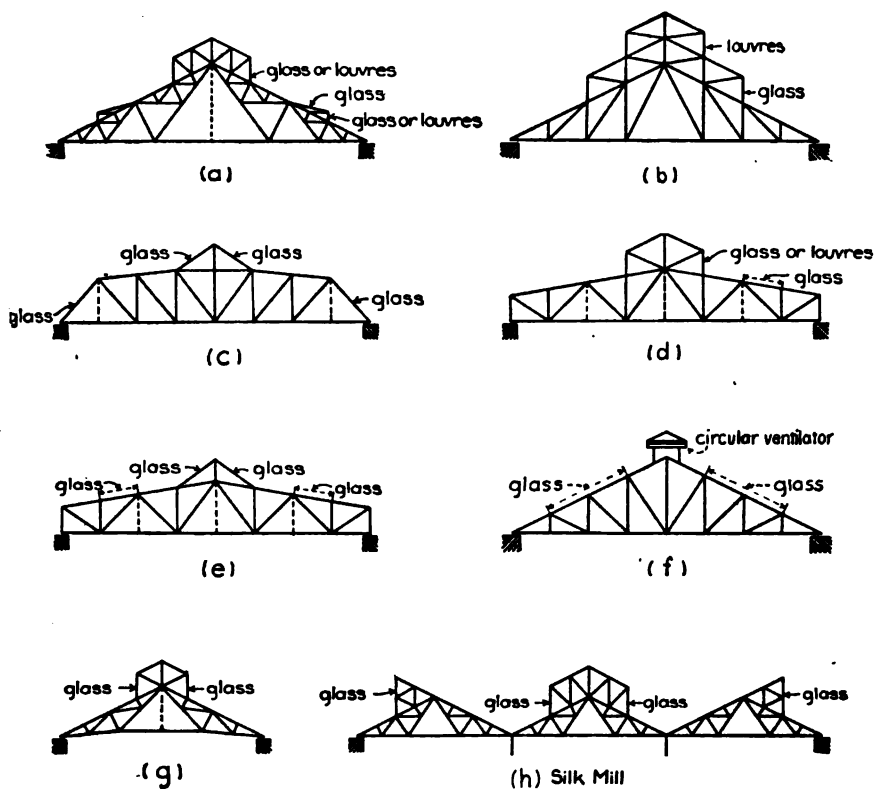 glass or louvres
glass
glass or louvres
(a)
louvres
glass
(b)
glass
glass
glass
glass
(c)
glass or louvres
glass
(d)
glass
glass
glass
glass
(e)
circular ventilator
glass
glass
(f)
glass
glass
(g)
glass
glass
glass
glass
(h) Silk Mill